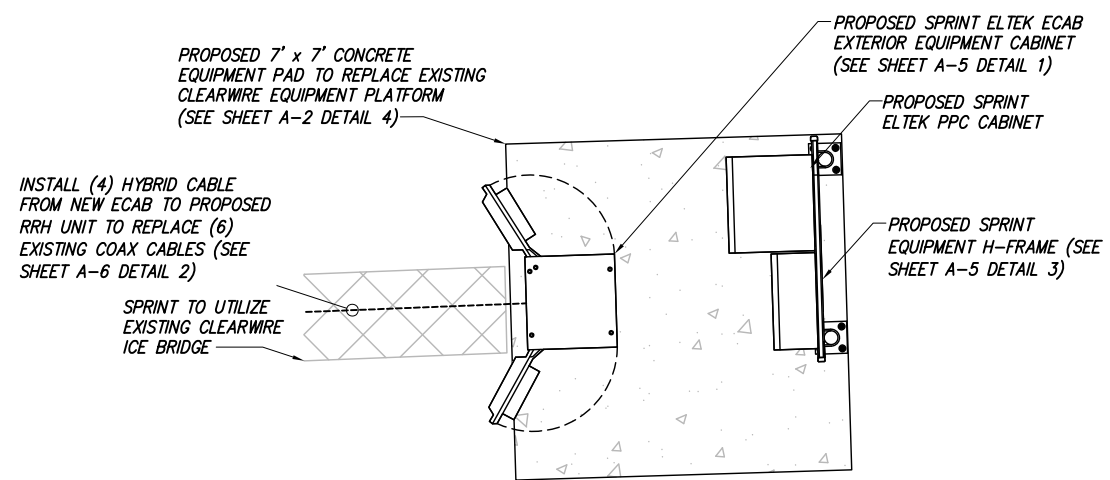 PROPOSED 7' x 7' CONCRETE
EQUIPMENT PAD TO REPLACE EXISTING
CLEARWIRE EQUIPMENT PLATFORM
(SEE SHEET A-2 DETAIL 4)
INSTALL (4) HYBRID CABLE
FROM NEW ECAB TO PROPOSED
RRH UNIT TO REPLACE (6)
EXISTING COAX CABLES (SEE
SHEET A-6 DETAIL 2)
SPRINT TO UTILIZE
EXISTING CLEARWIRE
ICE BRIDGE
PROPOSED SPRINT ELTEK ECAB
EXTERIOR EQUIPMENT CABINET
(SEE SHEET A-5 DETAIL 1)
PROPOSED SPRINT
ELTEK PPC CABINET
PROPOSED SPRINT
EQUIPMENT H-FRAME (SEE
SHEET A-5 DETAIL 3)